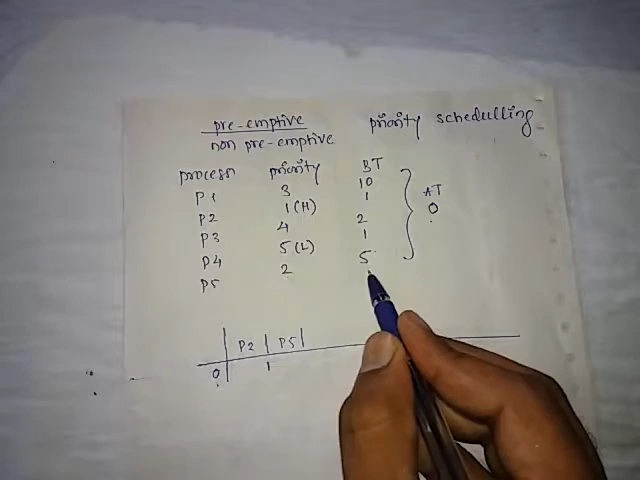 pre-emptive priority schedulling
non pre-emptive
process priority BT
P1 3 10
P2 1(H) 1 AT
P3 4 2 0
P4 5(L) 1
P5 2 5
P2 P5
0 1